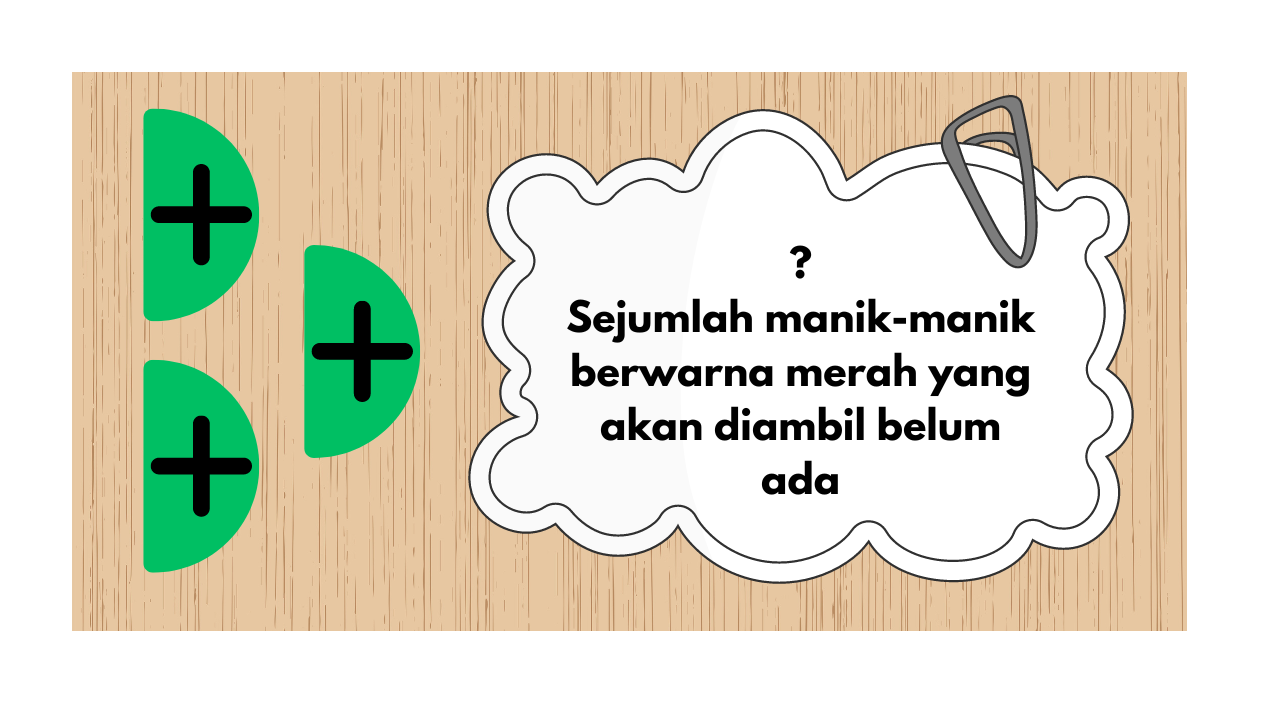 +
+
+
?
Sejumlah manik-manik
berwarna merah yang
akan diambil belum
ada